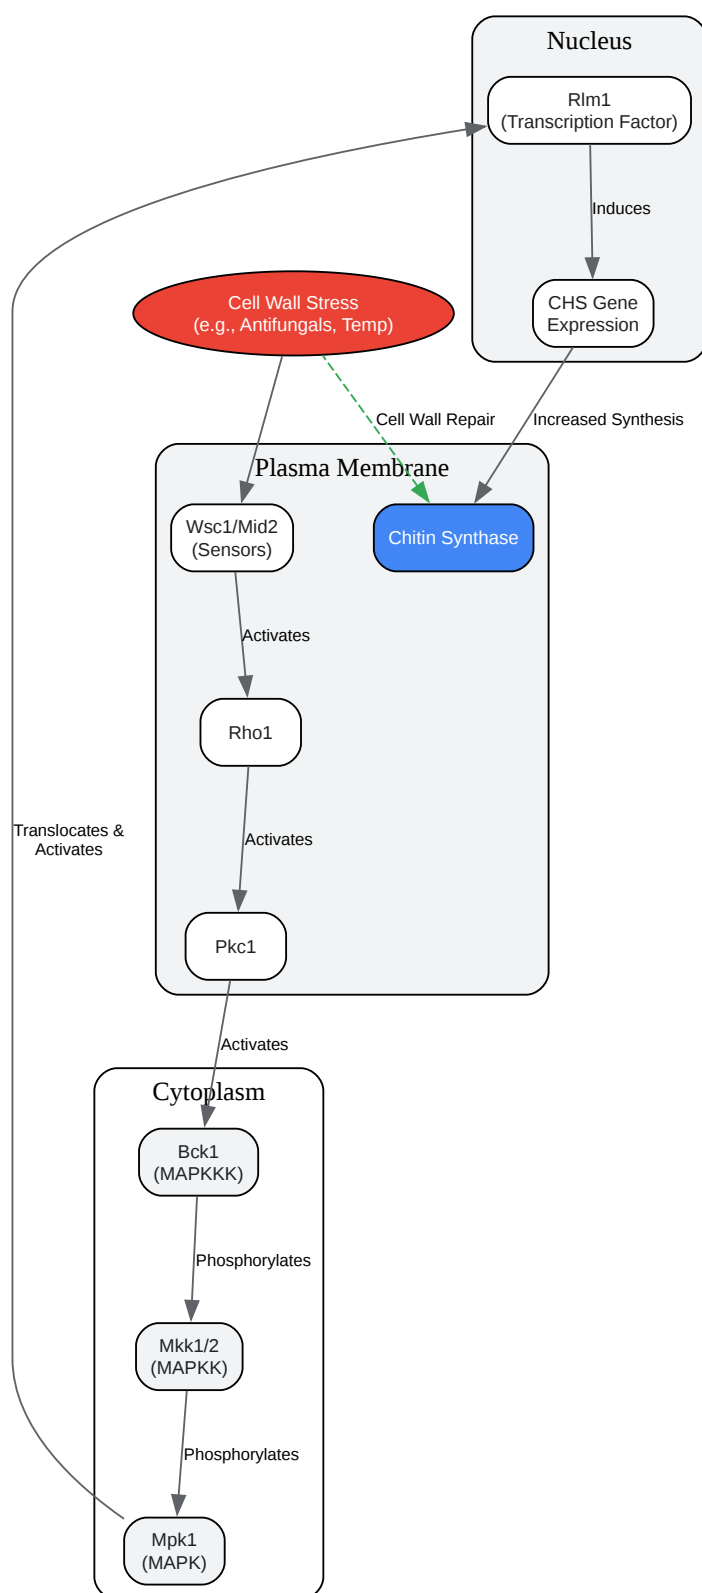 Nucleus
Rlm1
(Transcription Factor)
Induces
Cell Wall Stress
(e.g., Antifungals, Temp)
CHS Gene
Expression
Cell Wall Repair
Increased Synthesis
Plasma Membrane
Wsc1/Mid2
(Sensors)
Chitin Synthase
Activates
Rho1
Translocates &
Activates
Activates
Pkc1
Activates
Cytoplasm
Bck1
(MAPKKK)
Phosphorylates
Mkk1/2
(MAPKK)
Phosphorylates
Mpk1
(MAPK)